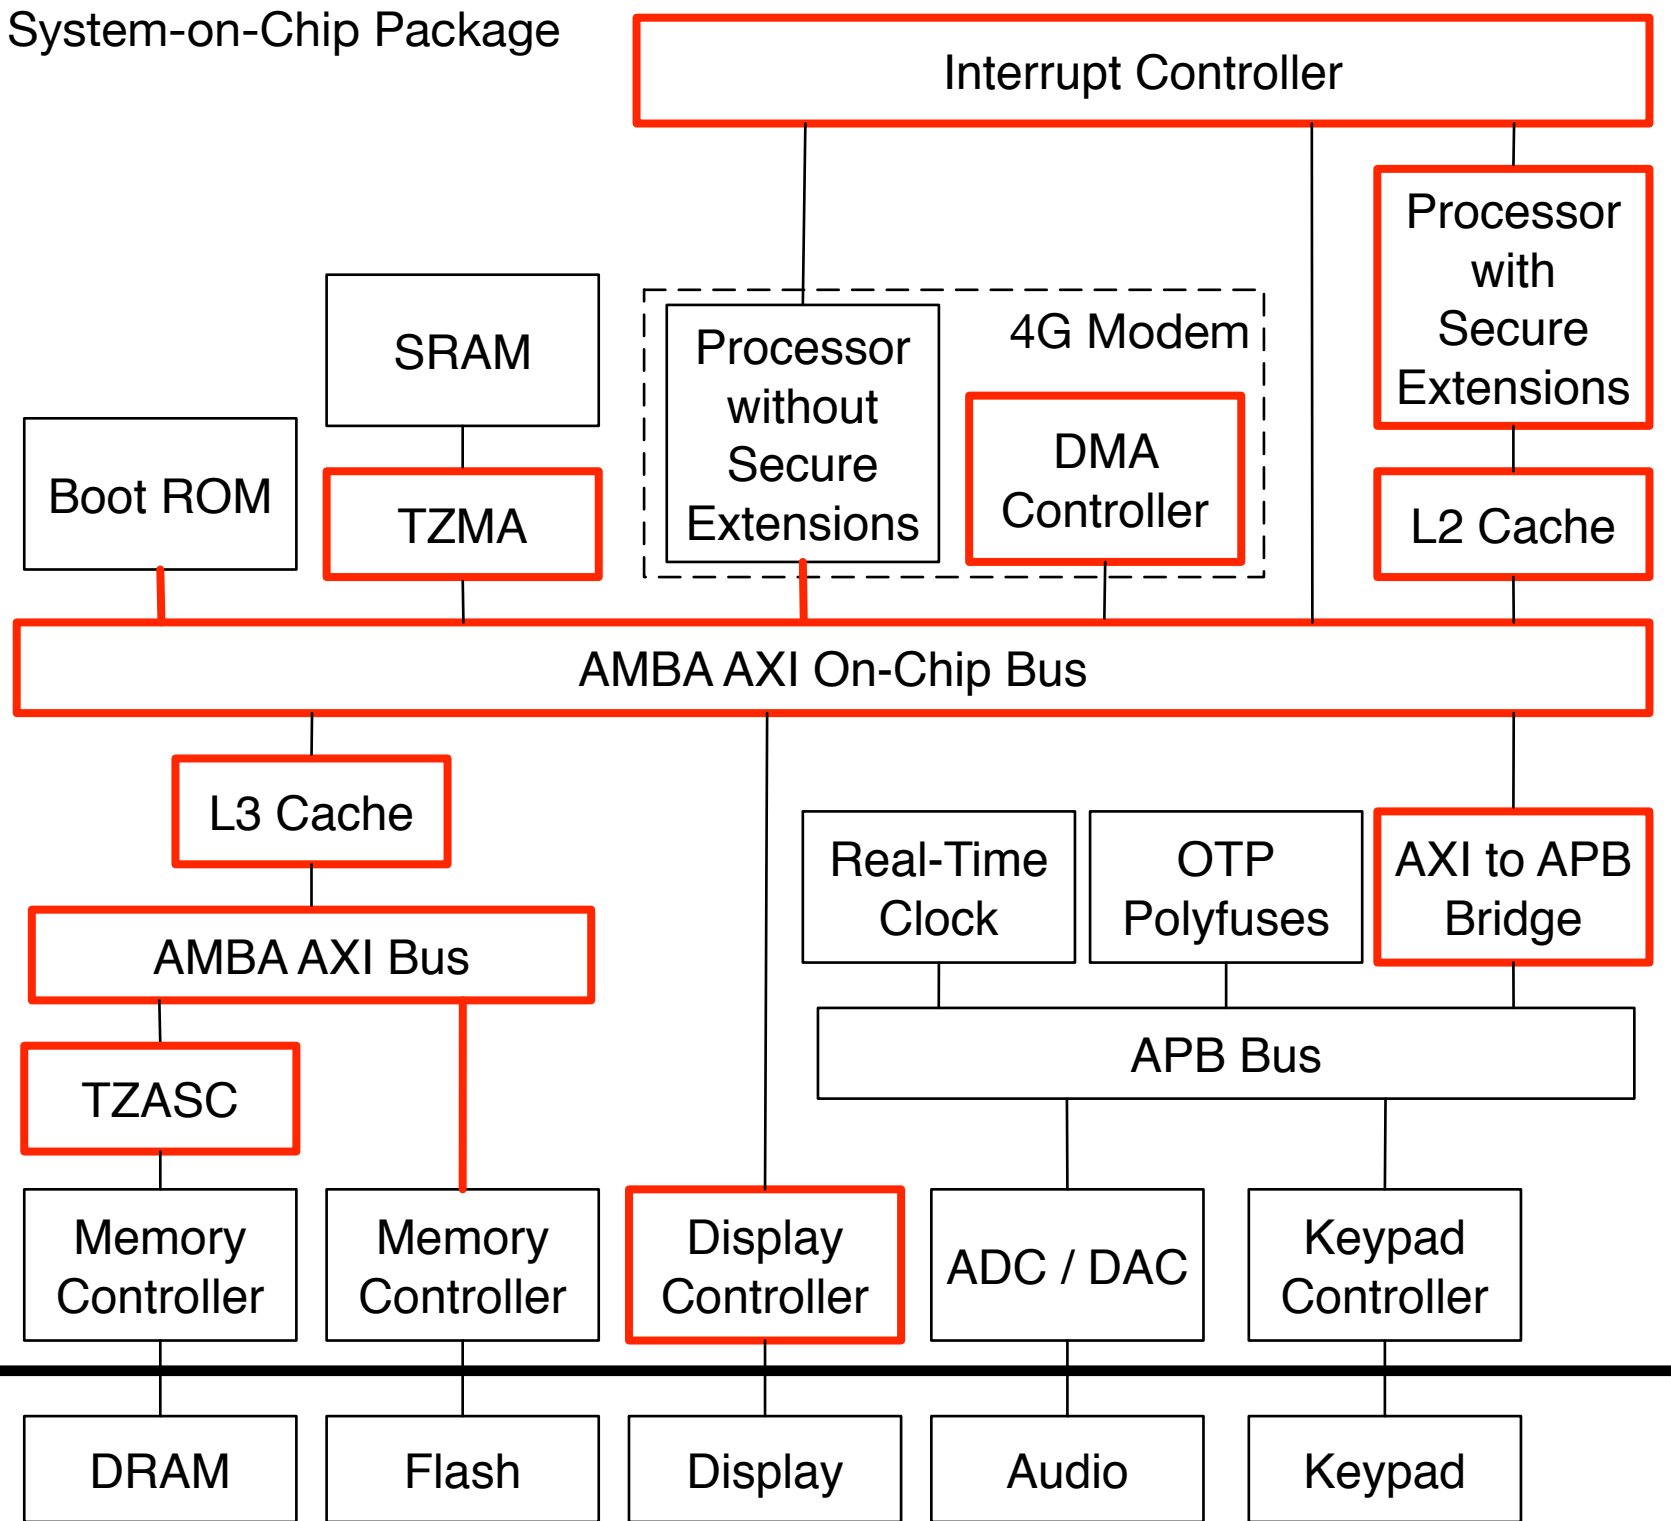 System-on-Chip Package
Interrupt Controller
Processor
with
Secure
Extensions
SRAM
4G Modem
Processor
without
Secure
Extensions
DMA
Controller
Boot ROM
TZMA
L2 Cache
AMBA AXI On-Chip Bus
L3 Cache
Real-Time
Clock
OTP
Polyfuses
AXI to APB
Bridge
AMBA AXI Bus
APB Bus
TZASC
Memory
Controller
Memory
Controller
Display
Controller
ADC / DAC
Keypad
Controller
DRAM
Flash
Display
Audio
Keypad